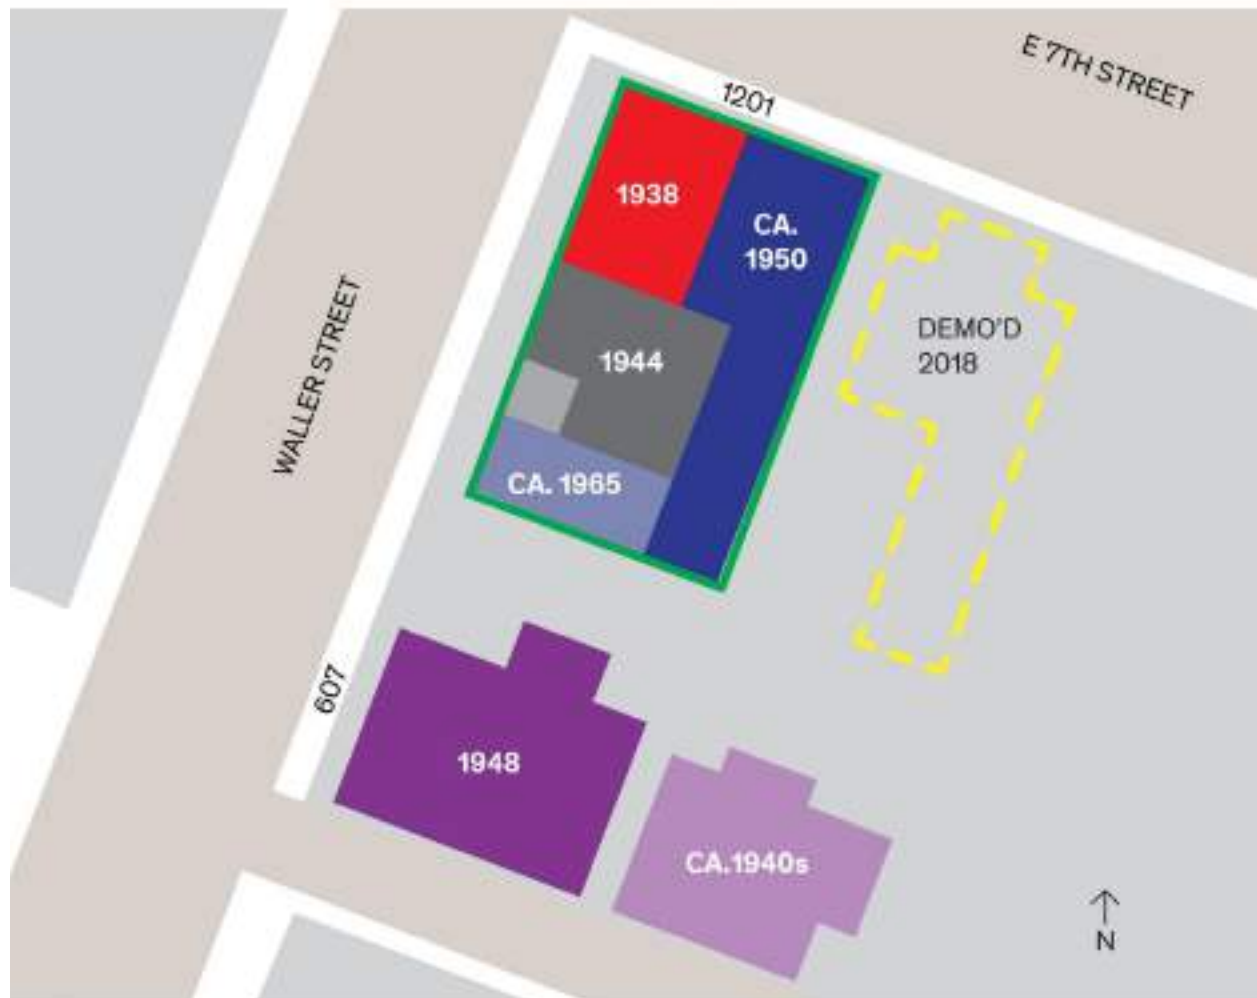 E 7TH STREET
1201
1938
CA.
1950
DEMO'D
2018
1944
WALLER STREET
CA. 1965
607
1948
CA.1940s
N